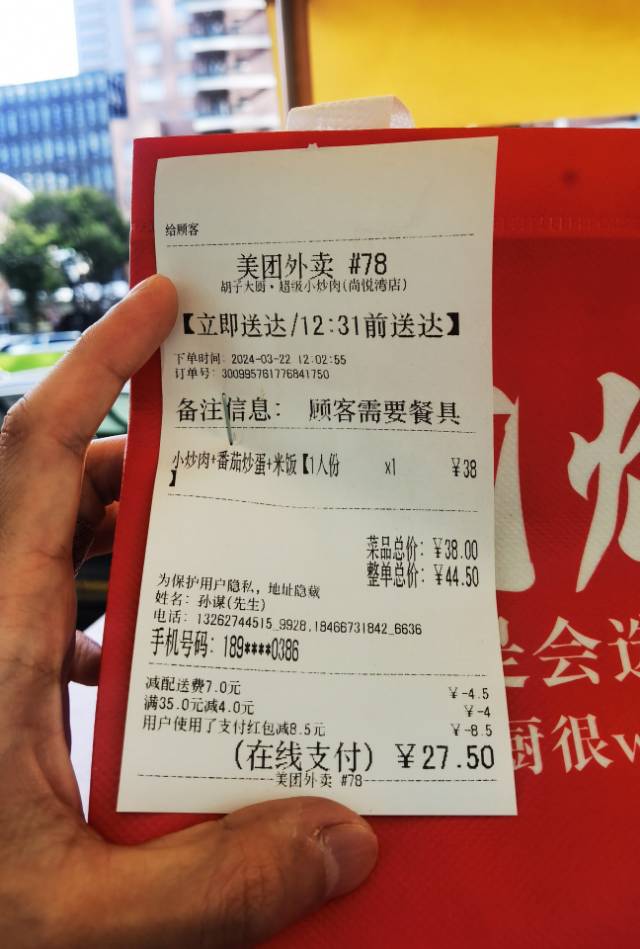 给顾客
美团外卖 #78
胡子大厨·超级小炒肉(尚悦湾店)
【立即送达/12:31前送达】
下单时间: 2024-03-22 12:02:55
订单号: 300995761776841750
备注信息: 顾客需要餐具
小炒肉+番茄炒蛋+米饭【1人份 x1 ¥38
】
菜品总价: ¥38.00
整单总价: ¥44.50
为保护用户隐私, 地址隐藏
姓名: 孙谋(先生)
电话: 13262744515_9928,18466731842_6636
手机号码: 189****0386
减配送费7.0元 ¥-4.5
满35.0元减4.0元 ¥-4
用户使用了支付红包减8.5元 ¥-8.5
(在线支付) ¥27.50
美团外卖 #78
是会选
厨很w